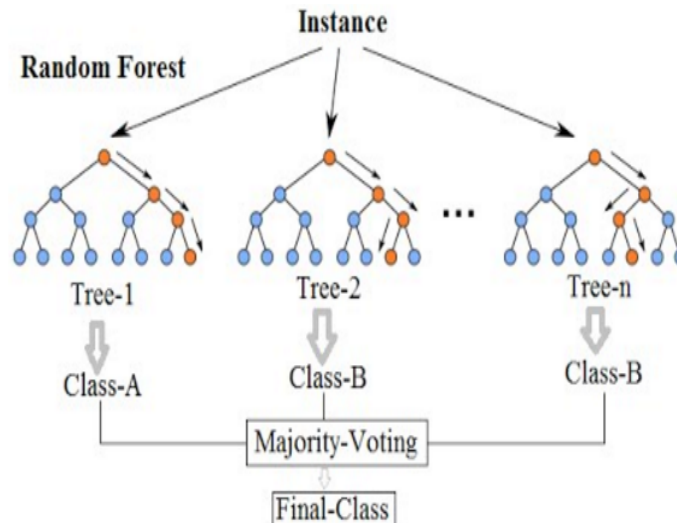 Instance
Random Forest
...
Tree-1
Tree-2
Tree-n
Class-A
Class-B
Class-B
Majority-Voting
Final-Class